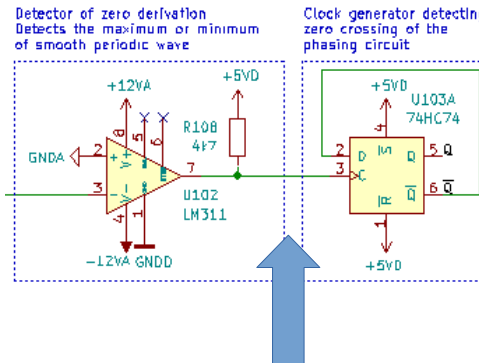 Detector of zero derivation
Detects the maximum or minimum
of smooth periodic wave
Clock generator detectin
zero crossing of the
phasing circuit
+12VA
+5VD
+5VD
U103A
74HC74
R108
4k7
GNDA
8
5
6
2
+
V+
3
-
V-
7
4
1
U102
LM311
-12VA
GNDD
4
S
2
D
Q
5
Q
3
C
Q
6
Q
R
1
+5VD